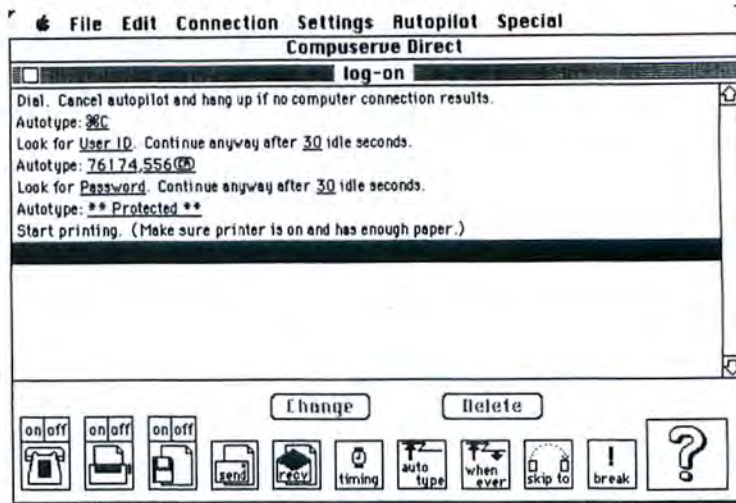 File Edit Connection Settings Autopilot Special
Compuserve Direct
log-on
Dial. Cancel autopilot and hang up if no computer connection results.
Autotype: ⌘C
Look for User ID. Continue anyway after 30 idle seconds.
Autotype: 76174,556CR
Look for Password. Continue anyway after 30 idle seconds.
Autotype: ** Protected **
Start printing. (Make sure printer is on and has enough paper.)
Change Delete
on off on off on off
send recv timing auto type when ever skip to ! break ?